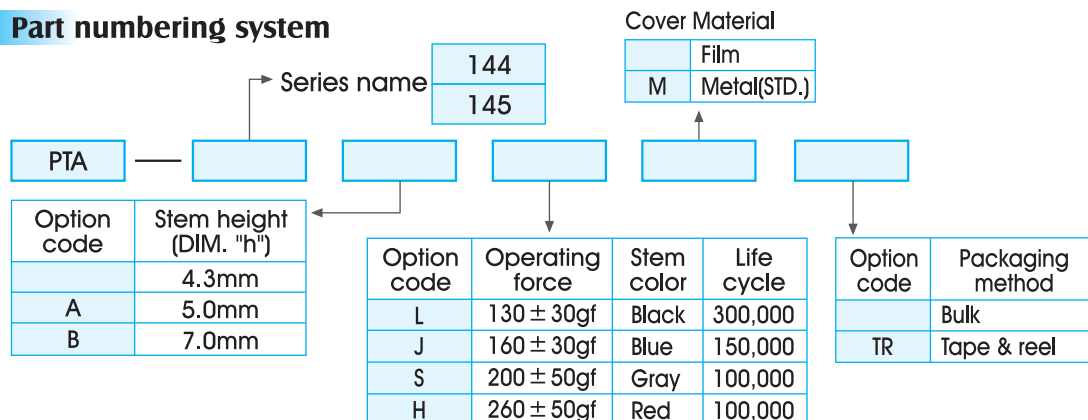 Part numbering system
Cover Material
Film
M Metal(STD.)
Series name
144
145
PTA —
Option code Stem height (DIM. "h")
4.3mm
A 5.0mm
B 7.0mm
Option code Operating force Stem color Life cycle
L 130 ± 30gf Black 300,000
J 160 ± 30gf Blue 150,000
S 200 ± 50gf Gray 100,000
H 260 ± 50gf Red 100,000
Option code Packaging method
Bulk
TR Tape & reel